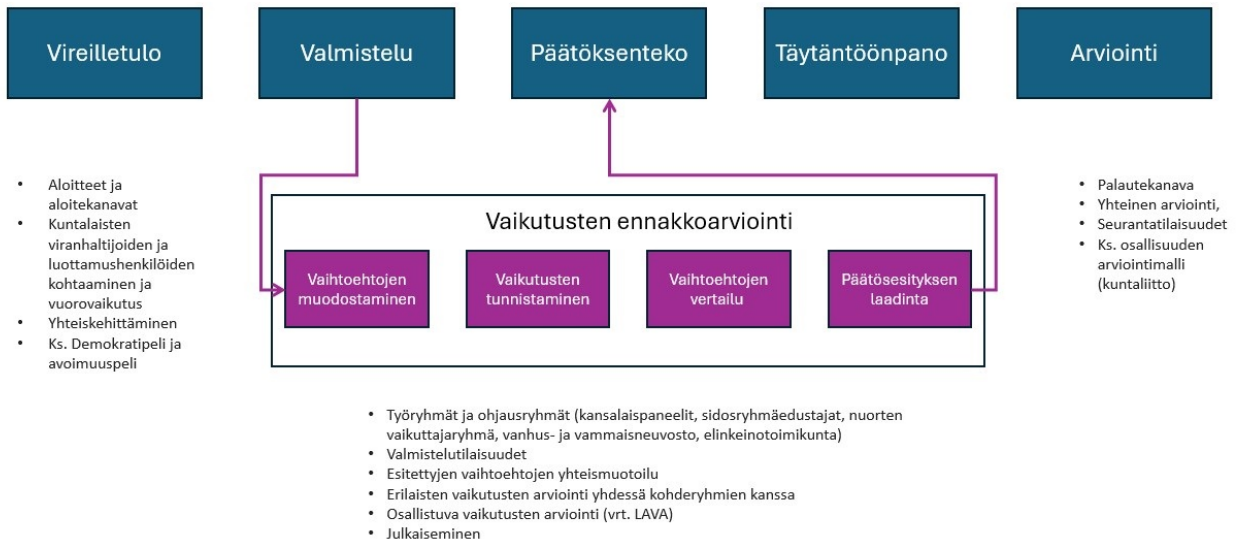 Vireilletulo
Valmistelu
Päätöksenteko
Täytäntöönpano
Arviointi
• Aloitteet ja
aloitekanavat
• Kuntalaisten
viranhaltijoiden ja
luottamushenkilöiden
kohtaaminen ja
vuorovaikutus
• Yhteiskehittäminen
• Ks. Demokratipeli ja
avoimuuspeli
Vaikutusten ennakkoarviointi
Vaihtoehtojen
muodostaminen
Vaikutusten
tunnistaminen
Vaihtoehtojen
vertailu
Päätösesityksen
laadinta
• Palautekanava
• Yhteinen arviointi,
• Seurantatilaisuudet
• Ks. osallisuuden
arviointimalli
(kuntaliitto)
• Työryhmät ja ohjausryhmät (kansalaispaneelit, sidosryhmäedustajat, nuorten
vaikuttajaryhmä, vanhus- ja vammaisneuvosto, elinkeinotoimikunta)
• Valmistelutilaisuudet
• Esitettyjen vaihtoehtojen yhteismuotoilu
• Erilaisten vaikutusten arviointi yhdessä kohderyhmien kanssa
• Osallistuva vaikutusten arviointi (vrt. LAVA)
• Julkaiseminen